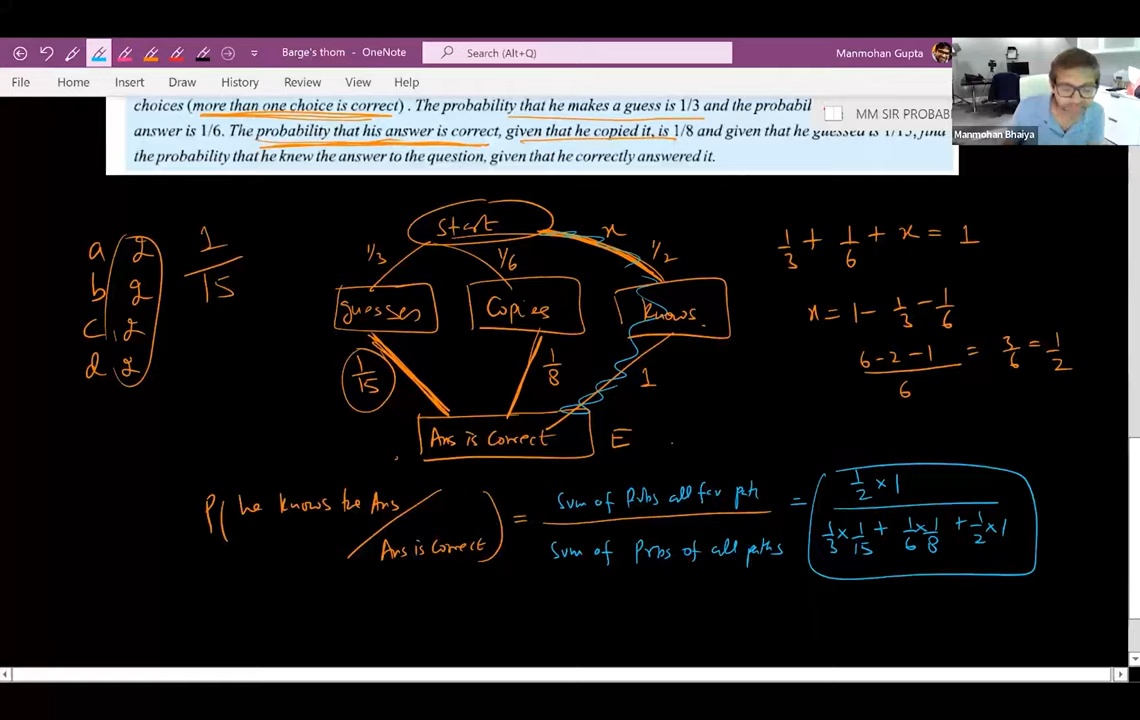 Barge's thom - OneNote
Search (Alt+Q)
Manmohan Gupta
File Home Insert Draw History Review View Help
choices (more than one choice is correct) . The probability that he makes a guess is 1/3 and the probabil
MM SIR PROBAB
answer is 1/6. The probability that his answer is correct, given that he copied it, is 1/8 and given that he guessed is 1/15, find
Manmohan Bhaiya
the probability that he knew the answer to the question, given that he correctly answered it.
Start
a 2
b 2
c 2
d 2
1/15
1/3
1/6
x
1/2
guesses
Copies
Knows.
1/15
1/8
1
Ans is Correct E
1/3 + 1/6 + x = 1
x = 1 - 1/3 - 1/6
6-2-1/6 = 3/6 = 1/2
P( he knows the Ans / Ans is Correct ) = Sum of Probs all fav path / Sum of Probs of all paths = 1/2 x 1 / 1/3 x 1/15 + 1/6 x 1/8 + 1/2 x 1